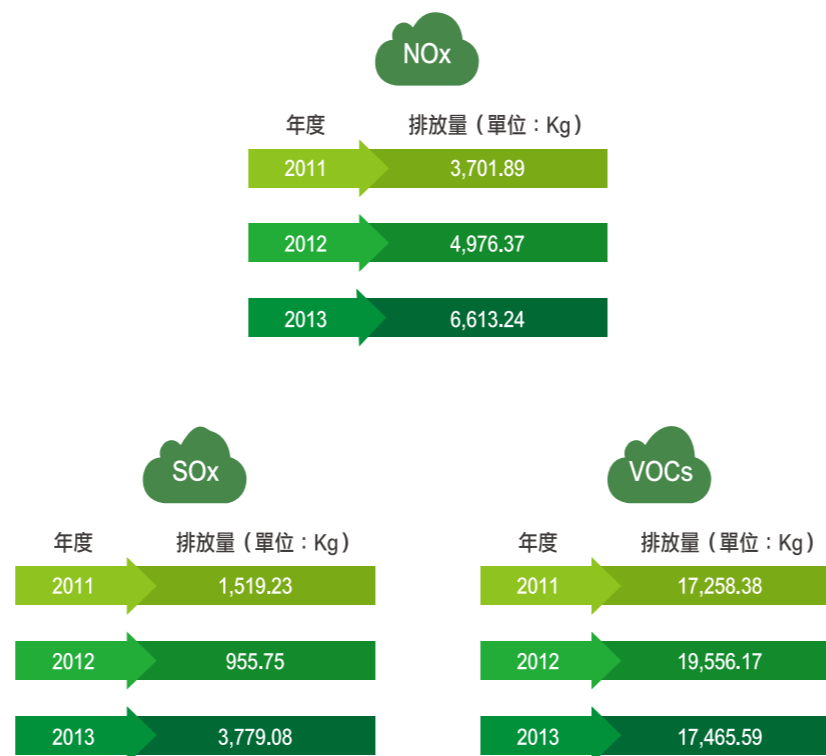 NOx
年度 排放量（單位：Kg）
2011 3,701.89
2012 4,976.37
2013 6,613.24
SOx
年度 排放量（單位：Kg）
2011 1,519.23
2012 955.75
2013 3,779.08
VOCs
年度 排放量（單位：Kg）
2011 17,258.38
2012 19,556.17
2013 17,465.59